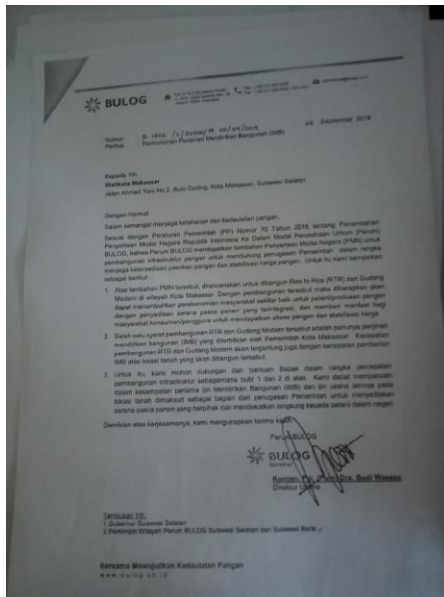 BULOG
Nomor :
Perihal : Permohonan Perizinan Mendirikan Bangunan (IMB)
September 2018
Kepada Yth.
Walikota Makassar
Jalan Ahmad Yani No.2, Bulo Gading, Kota Makassar, Sulawesi Selatan
Dengan Hormat
Salam semangat menjaga ketahanan dan kedaulatan pangan.
Sesuai dengan Peraturan Pemerintah (PP) Nomor 70 Tahun 2016 tentang Penambahan
Penyertaan Modal Negara Republik Indonesia Ke Dalam Modal Perusahaan Umum (Perum)
BULOG, bahwa Perum BULOG mendapatkan tambahan Penyertaan Modal Negara (PMN) untuk
pembangunan infrastruktur pangan untuk mendukung penugasan Pemerintah dalam rangka
menjaga ketersediaan pasokan pangan dan stabilisasi harga pangan. Untuk itu kami sampaikan
sebagai berikut :
1. Atas tambahan PMN tersebut, direncanakan untuk dibangun Rice to Rice (RTR) dan Gudang
Modern di wilayah Kota Makassar. Dengan pembangunan tersebut maka diharapkan akan
dapat menumbuhkan perekonomian masyarakat sekitar baik untuk petani/produsen pangan
dengan penyediaan sarana pasca panen yang terintegrasi, dan memberi manfaat bagi
masyarakat konsumen/pengguna untuk mendapatkan akses pangan dan stabilisasi harga.
2. Salah satu syarat pembangunan RTR dan Gudang Modern tersebut adalah perlunya perijinan
mendirikan bangunan (IMB) yang diterbitkan oleh Pemerintah Kota Makassar. Kecepatan
pembangunan RTR dan Gudang Modern akan tergantung juga dengan kecepatan pemberian
IMB atas lokasi tanah yang akan dibangun tersebut.
3. Untuk itu, kami mohon dukungan dan bantuan Bapak dalam rangka percepatan
pembangunan infrastruktur sebagaimana butir 1 dan 2 di atas. Kami dapat memperoleh
dalam kesempatan pertama Ijin Mendirikan Bangunan (IMB) dan ijin usaha lainnya pada
lokasi tanah dimaksud sebagai bagian dari penugasan Pemerintah untuk menyediakan
sarana pasca panen yang berpihak dan mendekatkan langsung kepada petani dalam negeri.
Demikian atas kerjasamanya, kami mengucapkan terima kasih.
Perum BULOG
BULOG
Komjen. Pol. (Purn) Drs. Budi Waseso
Direktur Utama
Tembusan Yth.
1.Gubernur Sulawesi Selatan
2.Pemimpin Wilayah Perum BULOG Sulawesi Selatan dan Sulawesi Barat
Bersama Mewujudkan Kedaulatan Pangan
www.bulog.co.id